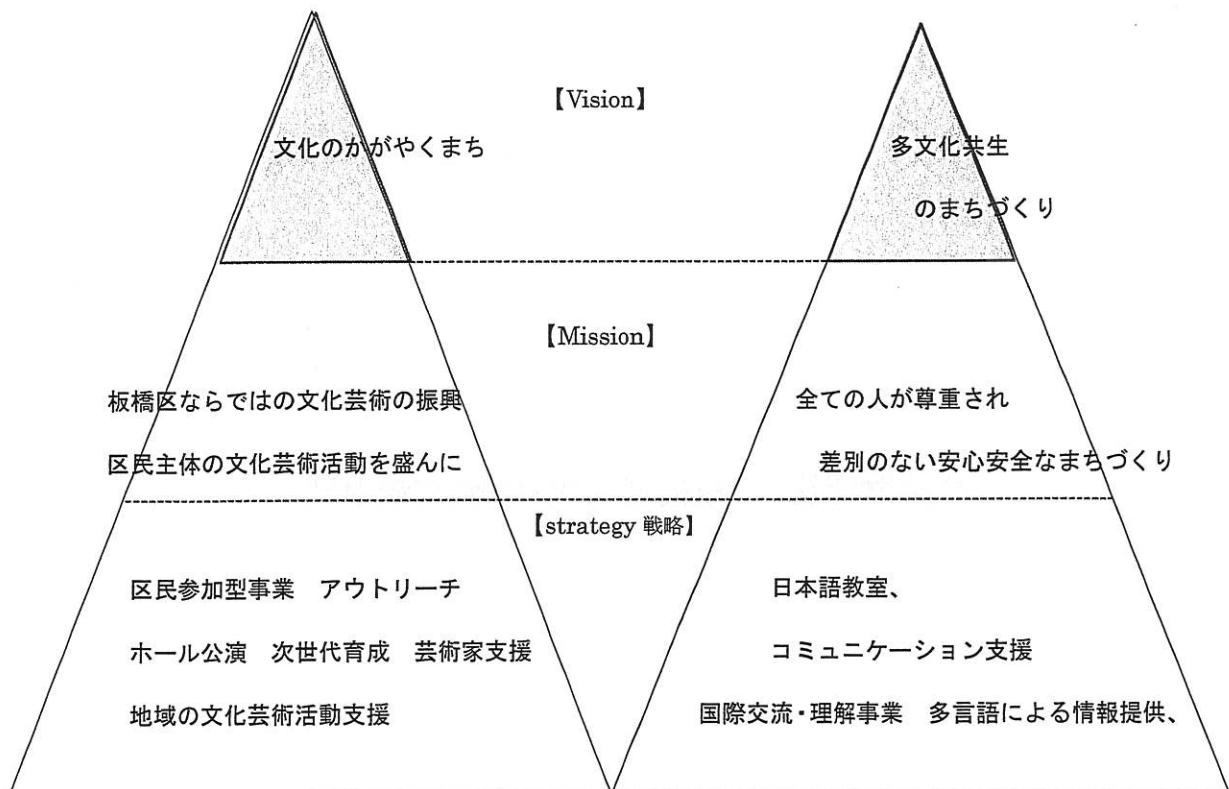 【Vision】
文化のかがやくまち
多文化共生
のまちづくり
【Mission】
板橋区ならではの文化芸術の振興
区民主体の文化芸術活動を盛んに
全ての人が尊重され
差別のない安心安全なまちづくり
【strategy 戦略】
区民参加型事業　アウトリーチ
ホール公演　次世代育成　芸術家支援
地域の文化芸術活動支援
日本語教室、
コミュニケーション支援
国際交流・理解事業　多言語による情報提供、